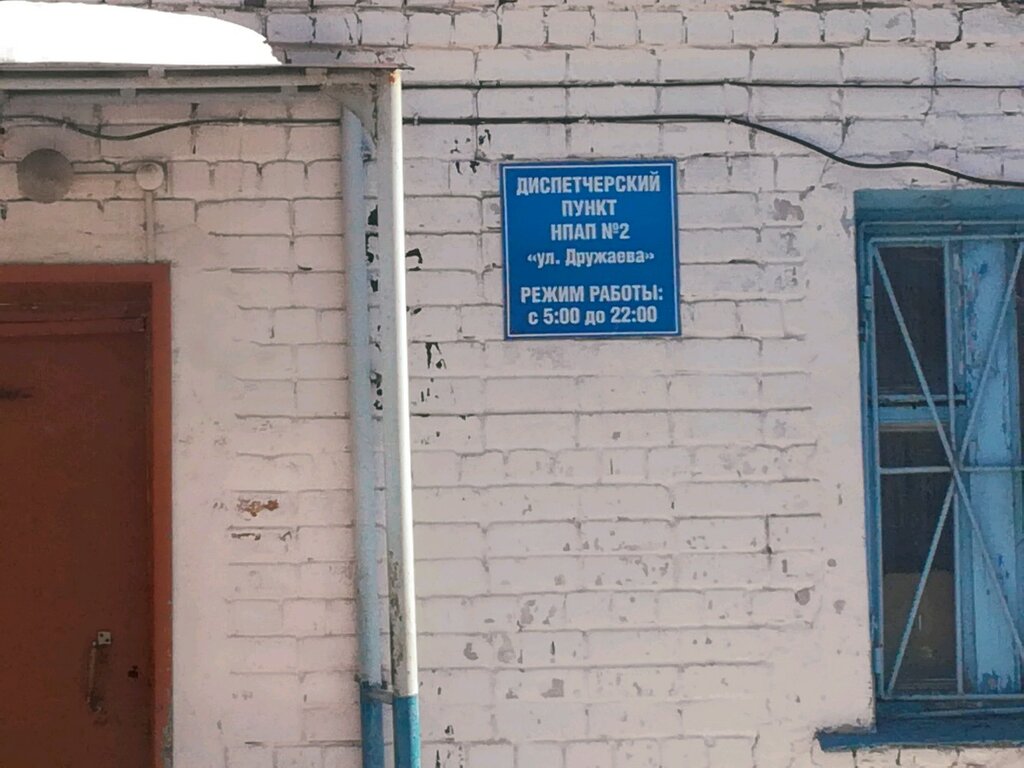 ДИСПЕТЧЕРСКИЙ
ПУНКТ
НПАП №2
«ул. Дружаева»
РЕЖИМ РАБОТЫ:
с 5:00 до 22:00